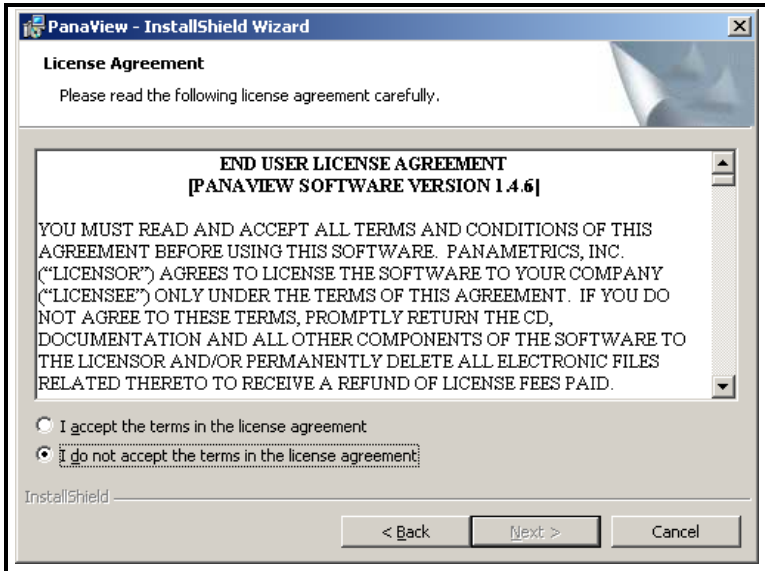 PanaView - InstallShield Wizard
License Agreement
Please read the following license agreement carefully.
END USER LICENSE AGREEMENT
[PANAVIEW SOFTWARE VERSION 1.4.6]
YOU MUST READ AND ACCEPT ALL TERMS AND CONDITIONS OF THIS
AGREEMENT BEFORE USING THIS SOFTWARE. PANAMETRICS, INC.
(“LICENSOR”) AGREES TO LICENSE THE SOFTWARE TO YOUR COMPANY
(“LICENSEE”) ONLY UNDER THE TERMS OF THIS AGREEMENT. IF YOU DO
NOT AGREE TO THESE TERMS, PROMPTLY RETURN THE CD,
DOCUMENTATION AND ALL OTHER COMPONENTS OF THE SOFTWARE TO
THE LICENSOR AND/OR PERMANENTLY DELETE ALL ELECTRONIC FILES
RELATED THERETO TO RECEIVE A REFUND OF LICENSE FEES PAID.
I accept the terms in the license agreement
I do not accept the terms in the license agreement
InstallShield
< Back Next > Cancel